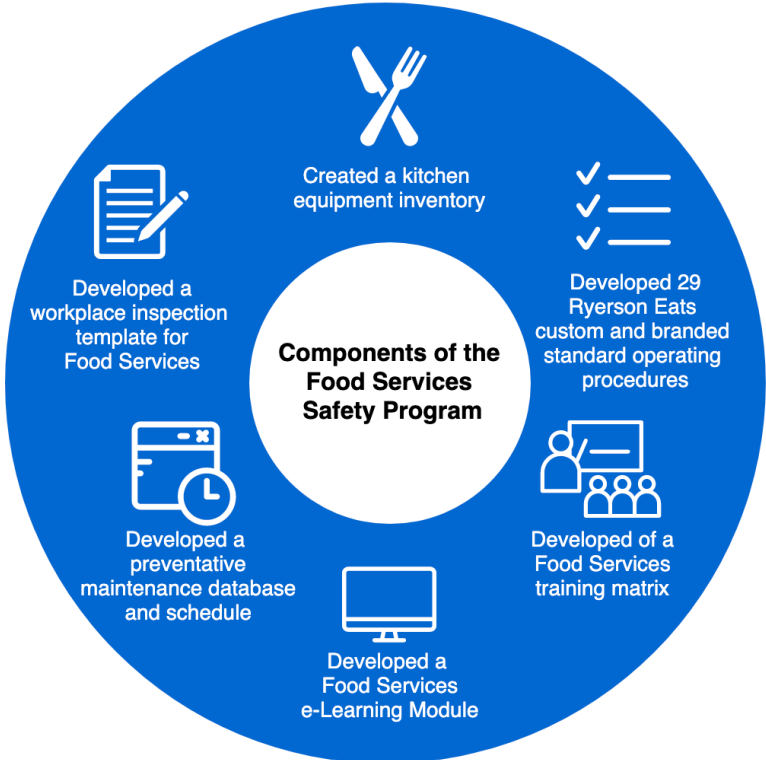 Components of the
Food Services
Safety Program
Created a kitchen
equipment inventory
Developed 29
Ryerson Eats
custom and branded
standard operating
procedures
Developed of a
Food Services
training matrix
Developed a
Food Services
e-Learning Module
Developed a
preventative
maintenance database
and schedule
Developed a
workplace inspection
template for
Food Services